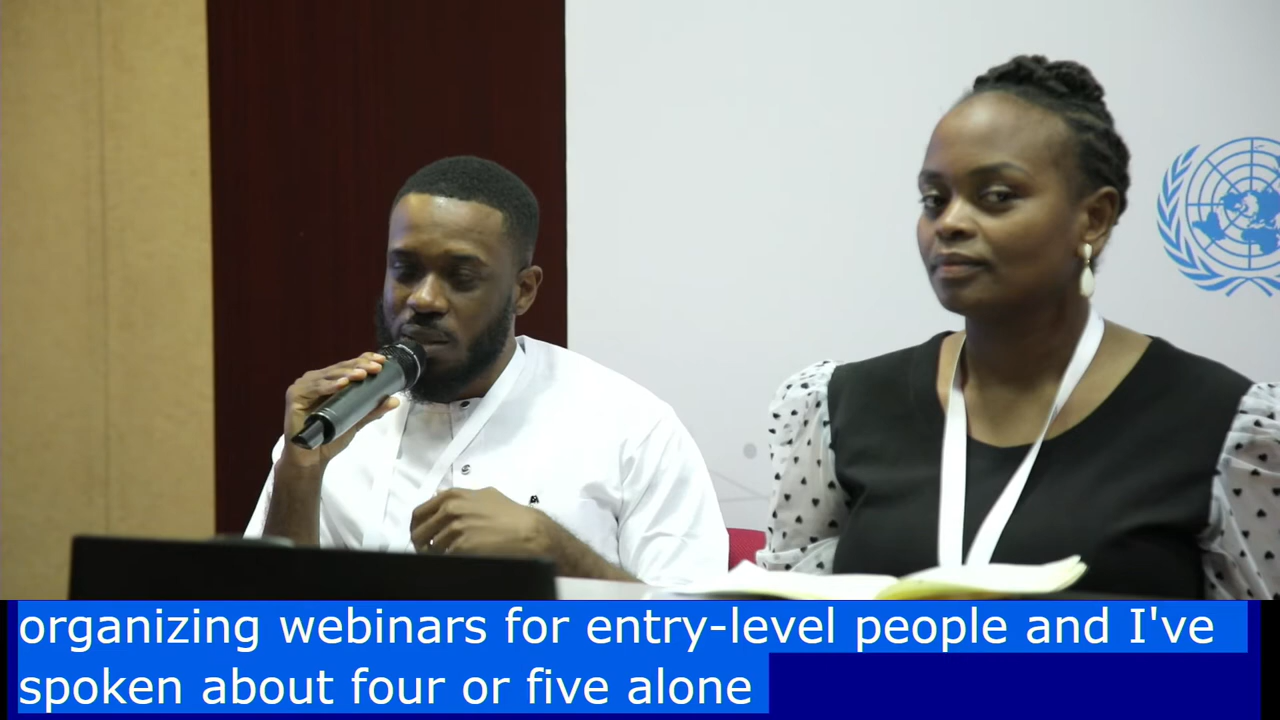 organizing webinars for entry-level people and I've
spoken about four or five alone